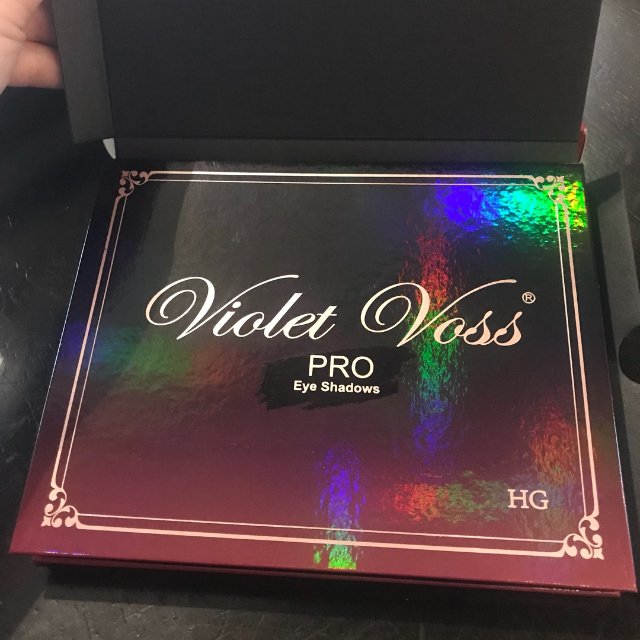 Violet Voss®
PRO
Eye Shadows
HG